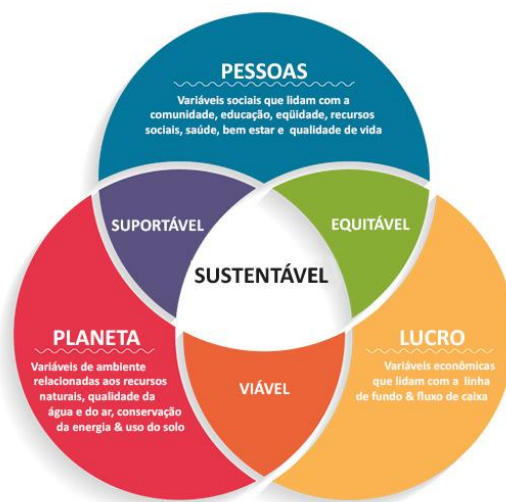 PESSOAS
Variáveis sociais que lidam com a
comunidade, educação, eqüidade, recursos
sociais, saúde, bem estar e qualidade de vida
SUPORTÁVEL
EQUITÁVEL
SUSTENTÁVEL
PLANETA
Variáveis de ambiente
relacionadas aos recursos
naturais, qualidade da
água e do ar, conservação
da energia & uso do solo
LUCRO
Variáveis econômicas
que lidam com a linha
de fundo & fluxo de caixa
VIÁVEL